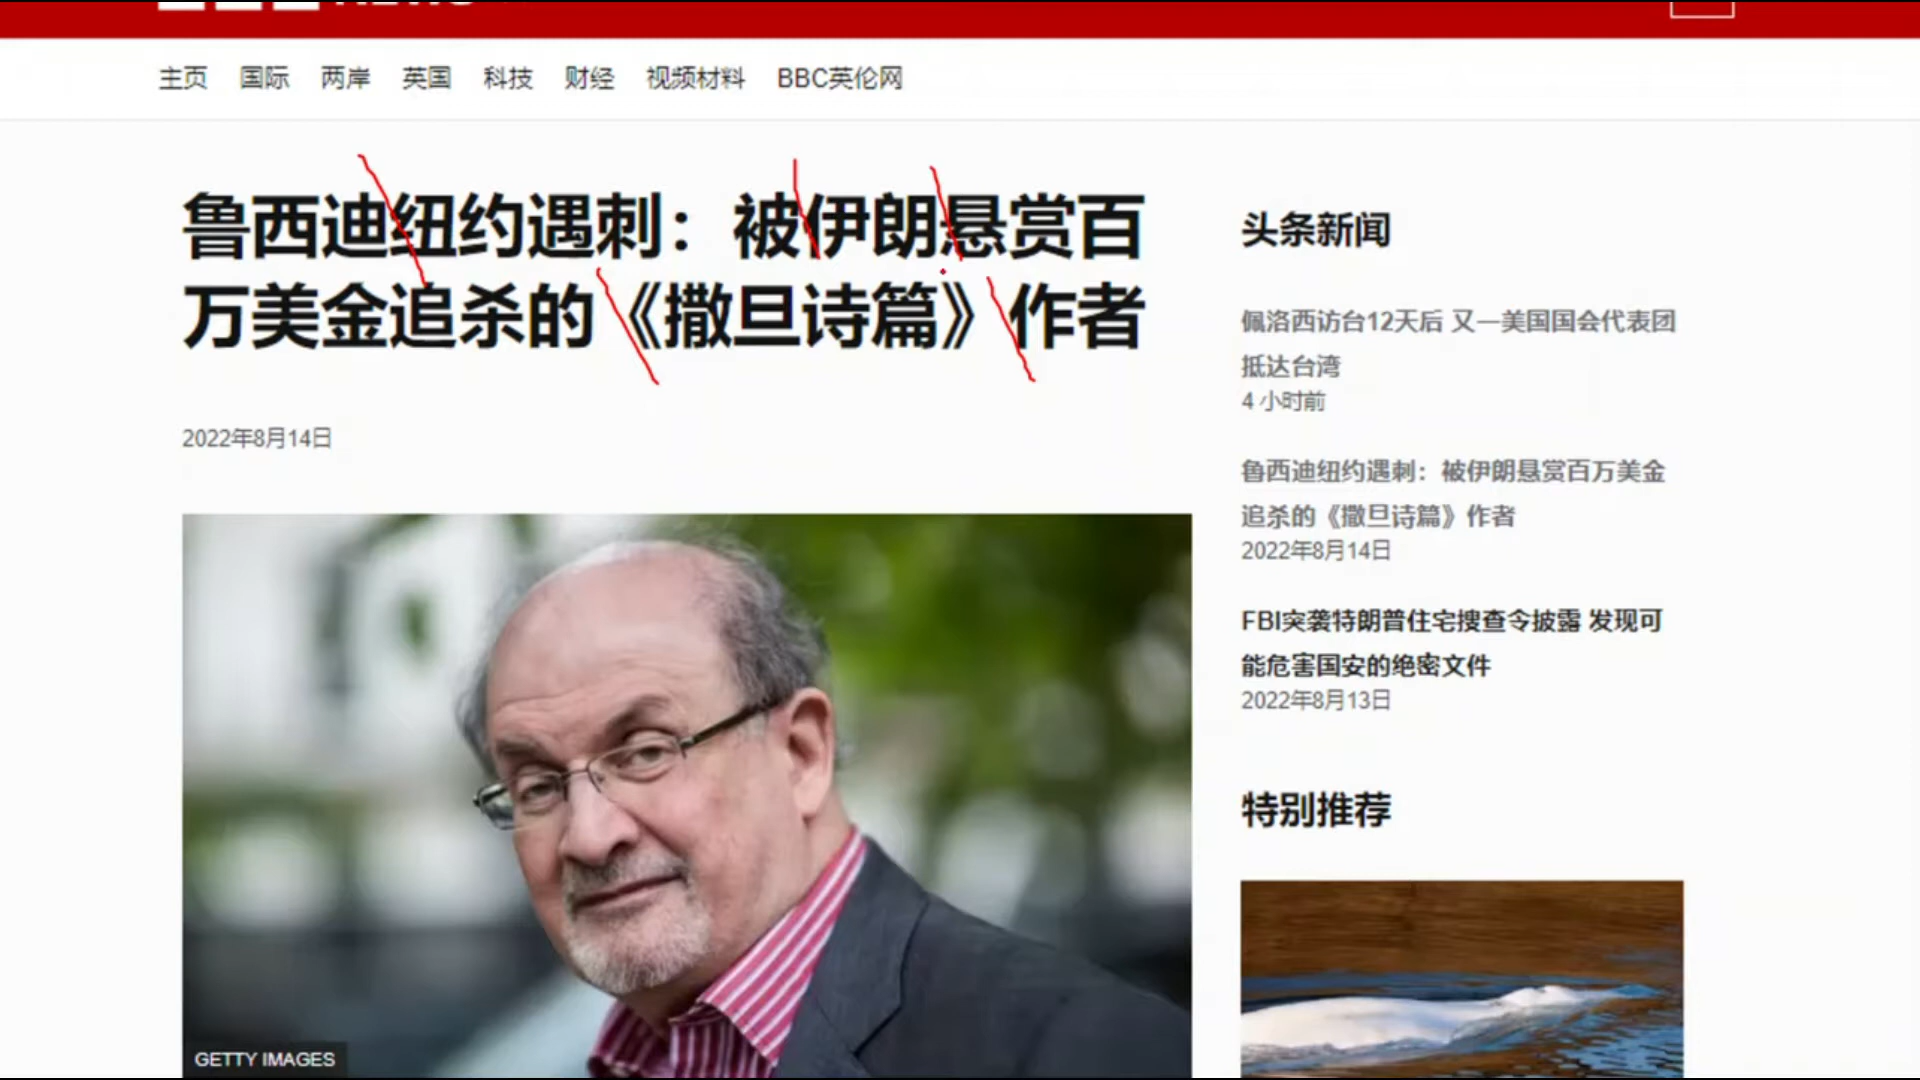 主页 国际 两岸 英国 科技 财经 视频材料 BBC英伦网
鲁西迪纽约遇刺：被伊朗悬赏百
万美金追杀的《撒旦诗篇》作者
2022年8月14日
GETTY IMAGES
头条新闻
佩洛西访台12天后 又一美国国会代表团
抵达台湾
4 小时前
鲁西迪纽约遇刺：被伊朗悬赏百万美金
追杀的《撒旦诗篇》作者
2022年8月14日
FBI突袭特朗普住宅搜查令披露 发现可
能危害国安的绝密文件
2022年8月13日
特别推荐